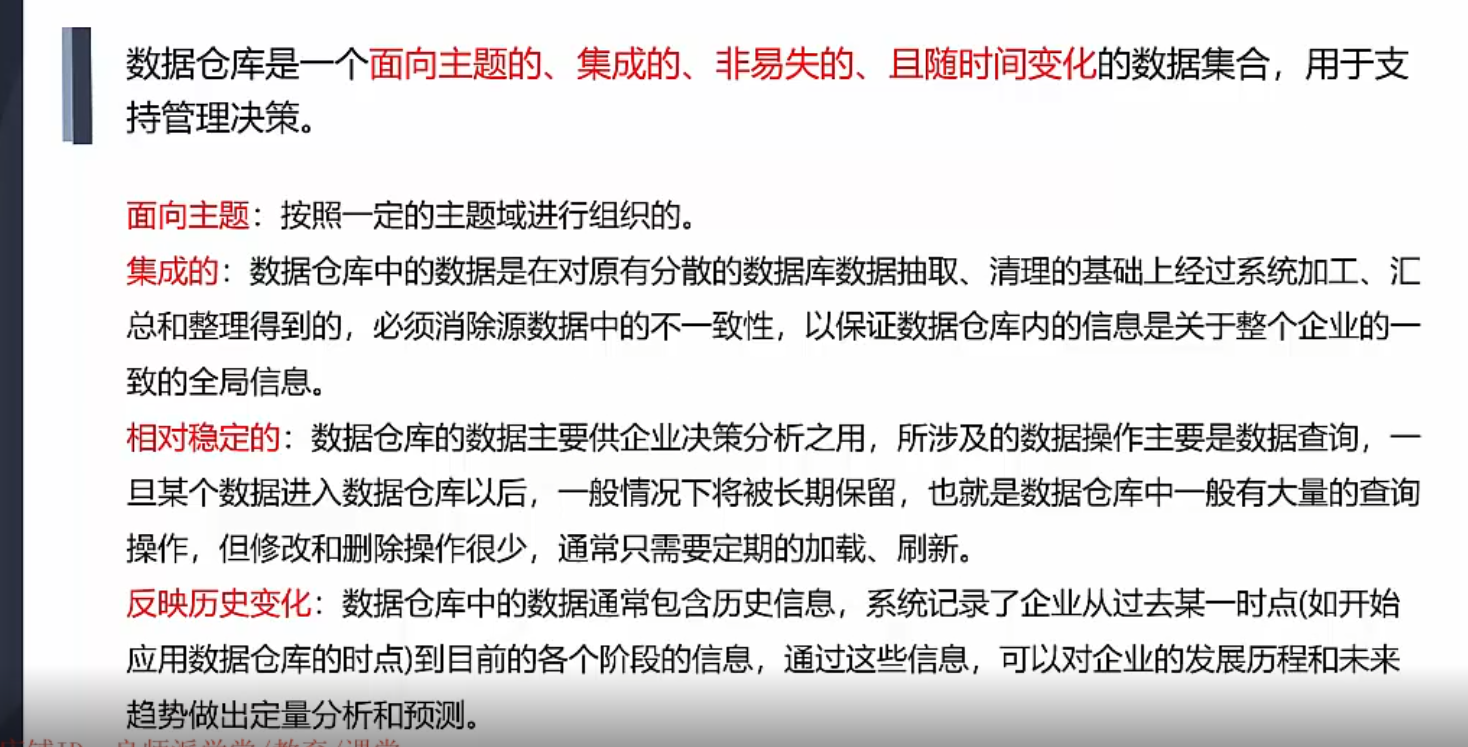 数据仓库是一个面向主题的、集成的、非易失的、且随时间变化的数据集合，用于支
持管理决策。
面向主题：按照一定的主题域进行组织的。
集成的：数据仓库中的数据是在对原有分散的数据库数据抽取、清理的基础上经过系统加工、汇
总和整理得到的，必须消除源数据中的不一致性，以保证数据仓库内的信息是关于整个企业的一
致的全局信息。
相对稳定的：数据仓库的数据主要供企业决策分析之用，所涉及的数据操作主要是数据查询，一
旦某个数据进入数据仓库以后，一般情况下将被长期保留，也就是数据仓库中一般有大量的查询
操作，但修改和删除操作很少，通常只需要定期的加载、刷新。
反映历史变化：数据仓库中的数据通常包含历史信息，系统记录了企业从过去某一时点(如开始
应用数据仓库的时点)到目前的各个阶段的信息，通过这些信息，可以对企业的发展历程和未来
趋势做出定量分析和预测。